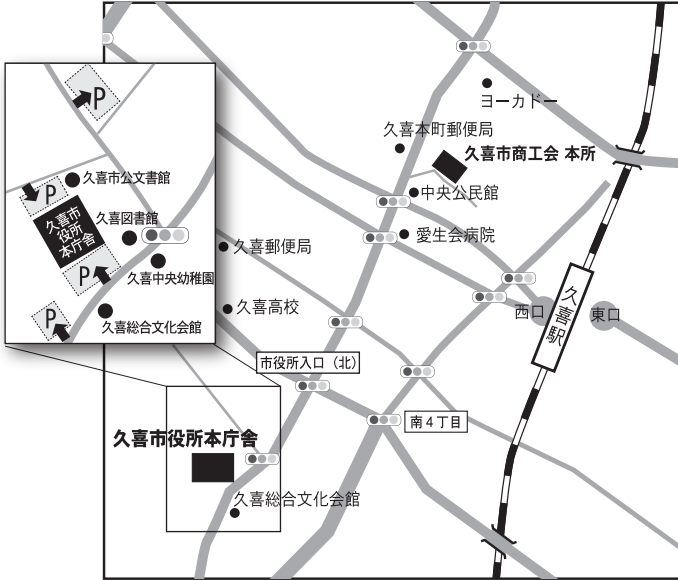 ヨーカドー
久喜本町郵便局
久喜市商工会 本所
中央公民館
愛生会病院
久喜郵便局
久喜高校
西口
久喜駅
東口
市役所入口（北）
南４丁目
久喜市役所本庁舎
久喜総合文化会館
P
久喜市公文書館
P
久喜市
役所
本庁舎
久喜図書館
P
久喜中央幼稚園
P
久喜総合文化会館